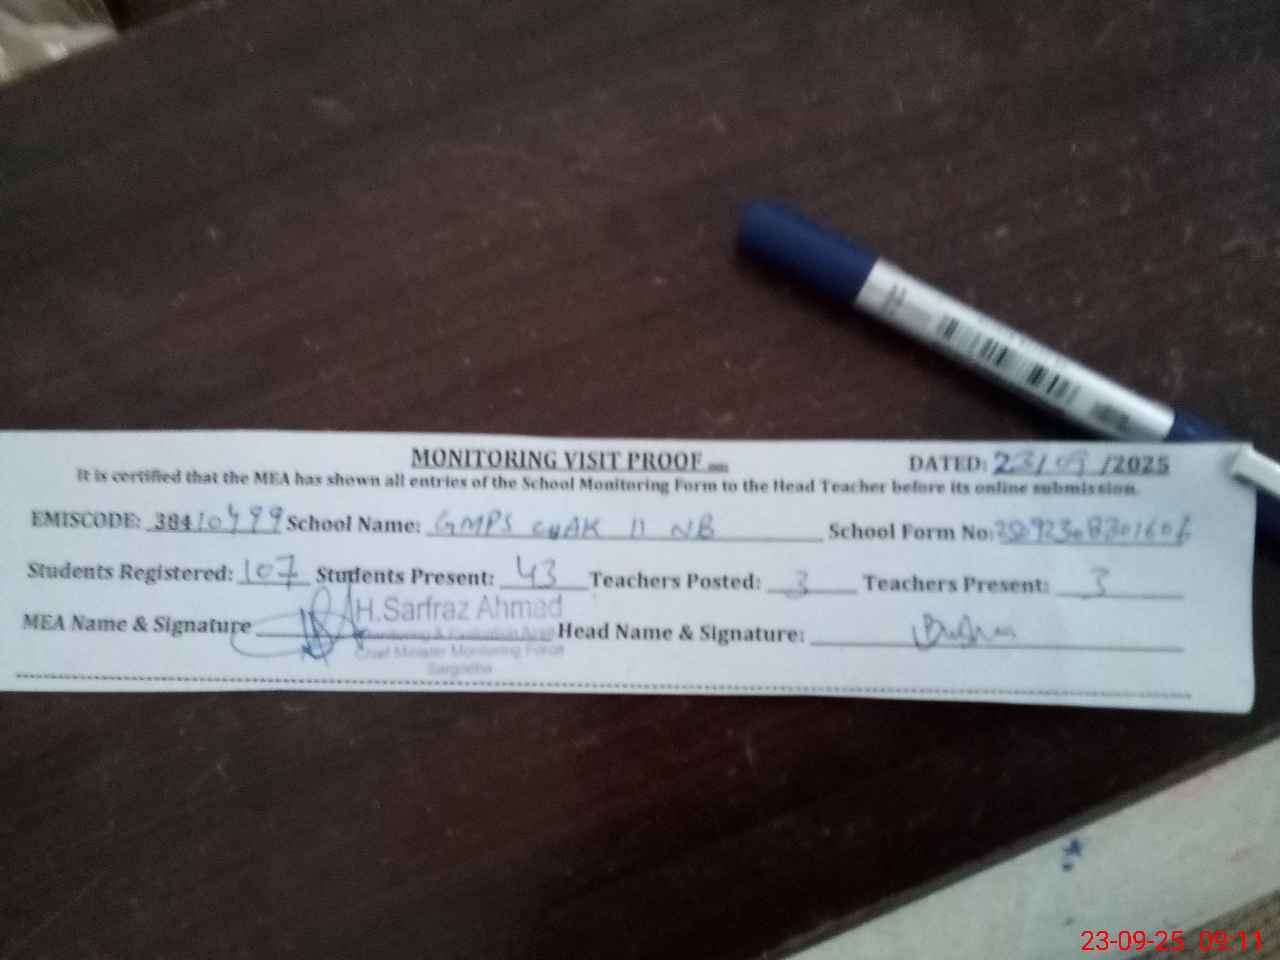 MONITORING VISIT PROOF
DATED: 23/09/2025
It is certified that the MEA has shown all entries of the School Monitoring Form to the Head Teacher before its online submission.
EMISCODE: 38410499 School Name: GMPS CHAK 11 NB School Form No:
Students Registered: 107 Students Present: 43 Teachers Posted: 3 Teachers Present: 3
MEA Name & Signature H.Sarfraz Ahmad Head Name & Signature:
Monitoring & Evaluation Assit
Chief Minister Monitoring Force
Sargodha
23-09-25 09:11